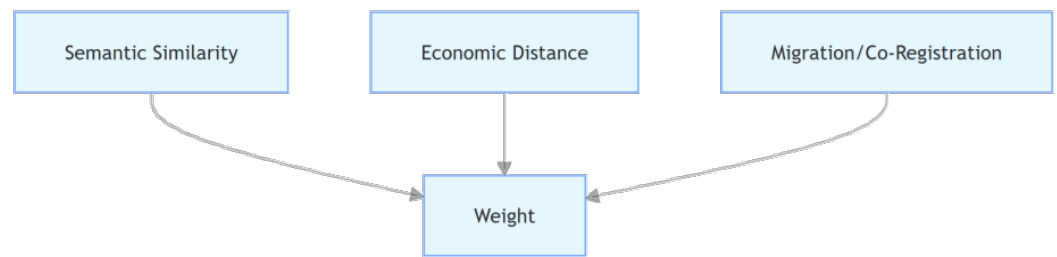 Semantic Similarity
Economic Distance
Migration/Co-Registration
Weight